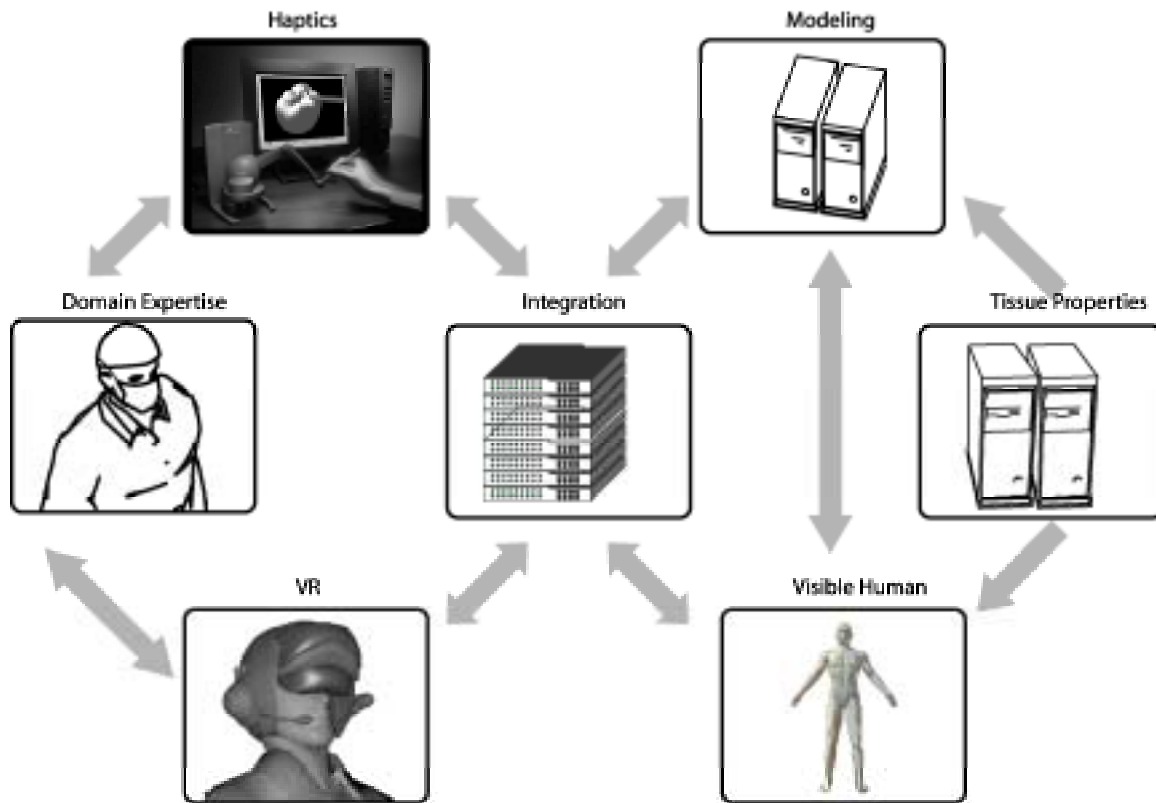 Haptics
Modeling
Domain Expertise
Integration
Tissue Properties
VR
Visible Human